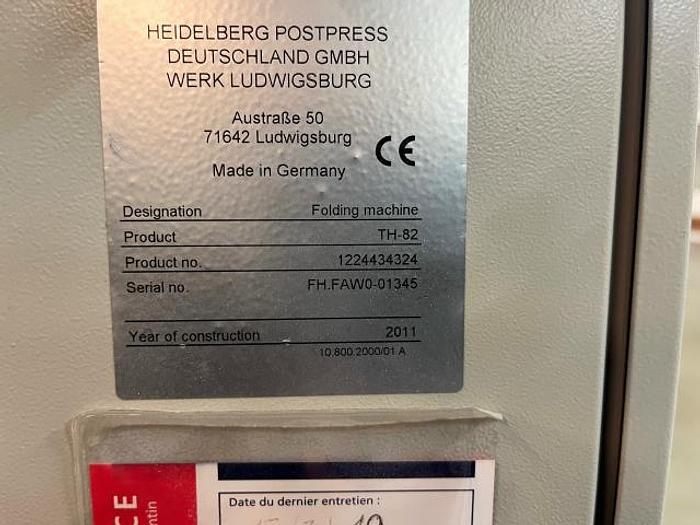 HEIDELBERG POSTPRESS
DEUTSCHLAND GMBH
WERK LUDWIGSBURG
Austraße 50
71642 Ludwigsburg
CE
Made in Germany
Designation Folding machine
Product TH-82
Product no. 1224434324
Serial no. FH.FAW0-01345
Year of construction 2011
10.800.2000/01 A
Date du dernier entretien :